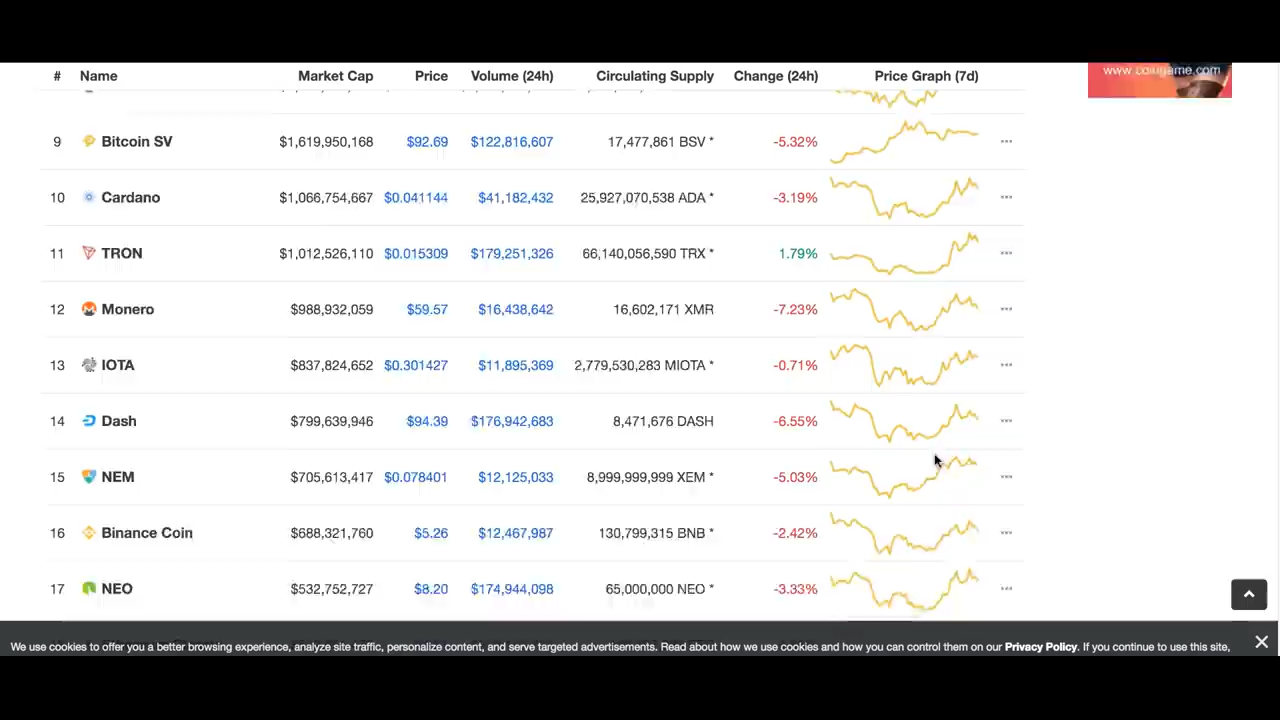 www.coingame.com
# Name Market Cap Price Volume (24h) Circulating Supply Change (24h) Price Graph (7d)
9 Bitcoin SV $1,619,950,168 $92.69 $122,816,607 17,477,861 BSV * -5.32%
10 Cardano $1,066,754,667 $0.041144 $41,182,432 25,927,070,538 ADA * -3.19%
11 TRON $1,012,526,110 $0.015309 $179,251,326 66,140,056,590 TRX * 1.79%
12 Monero $988,932,059 $59.57 $16,438,642 16,602,171 XMR -7.23%
13 IOTA $837,824,652 $0.301427 $11,895,369 2,779,530,283 MIOTA * -0.71%
14 Dash $799,639,946 $94.39 $176,942,683 8,471,676 DASH -6.55%
15 NEM $705,613,417 $0.078401 $12,125,033 8,999,999,999 XEM * -5.03%
16 Binance Coin $688,321,760 $5.26 $12,467,987 130,799,315 BNB * -2.42%
17 NEO $532,752,727 $8.20 $174,944,098 65,000,000 NEO * -3.33%
We use cookies to offer you a better browsing experience, analyze site traffic, personalize content, and serve targeted advertisements. Read about how we use cookies and how you can control them on our Privacy Policy. If you continue to use this site,